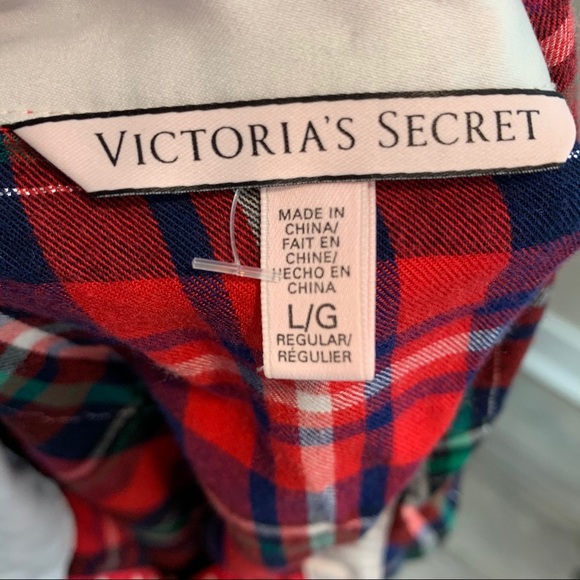 VICTORIA'S SECRET
MADE IN
CHINA/
FAIT EN
CHINE/
HECHO EN
CHINA
L/G
REGULAR/
RÉGULIER